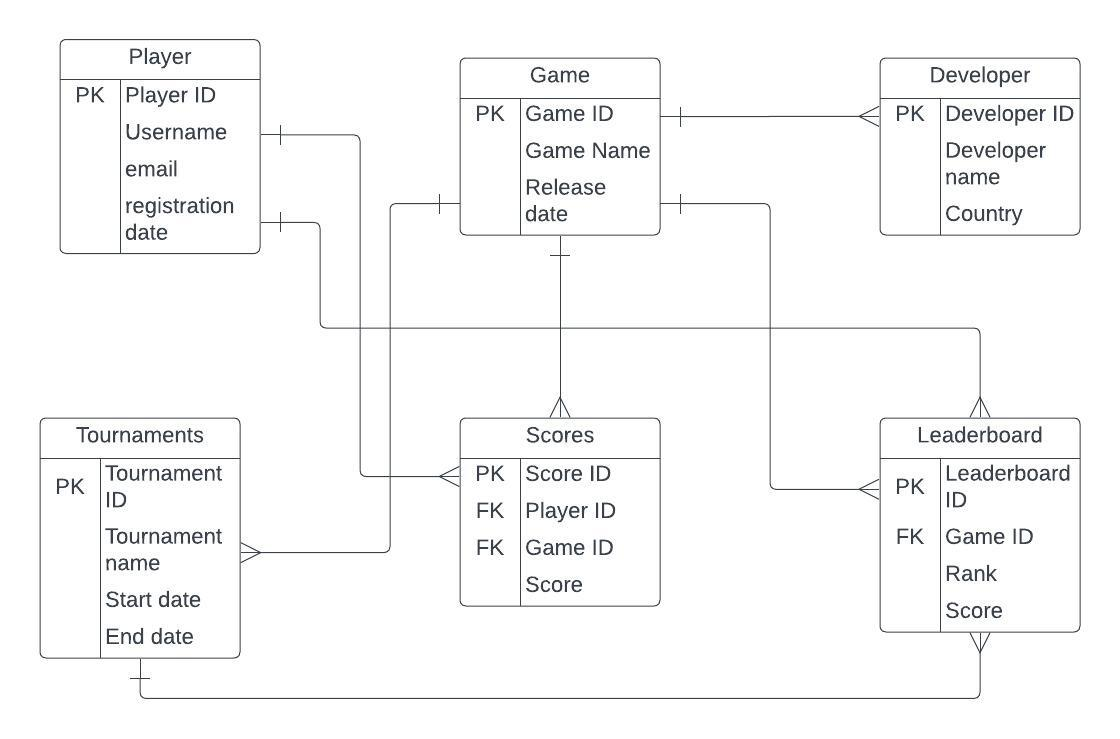 Player
PK Player ID
Username
email
registration
date
Game
PK Game ID
Game Name
Release
date
Developer
PK Developer ID
Developer
name
Country
Tournaments
PK Tournament
ID
Tournament
name
Start date
End date
Scores
PK Score ID
FK Player ID
FK Game ID
Score
Leaderboard
PK Leaderboard
ID
FK Game ID
Rank
Score